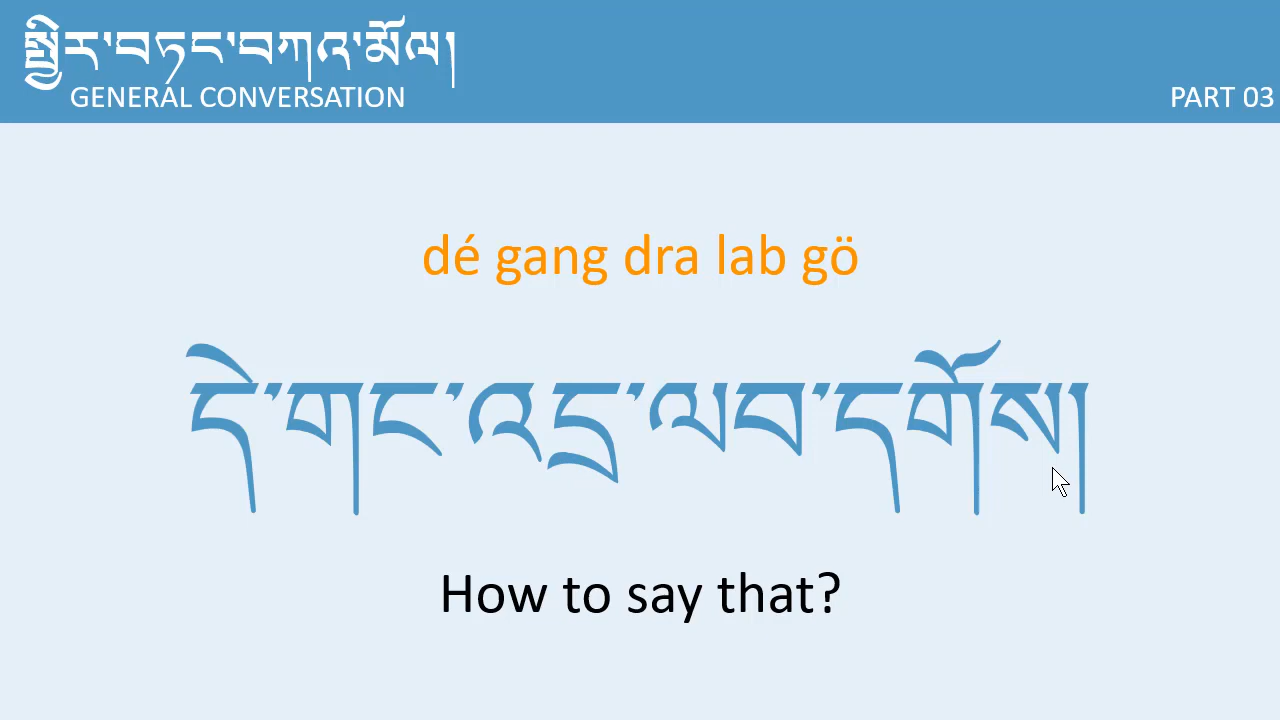 སྤྱིར་བཏང་བཀའ་མོལ།
GENERAL CONVERSATION
PART 03
dé gang dra lab gö
དེ་གང་འདྲ་ལབ་དགོས།
How to say that?